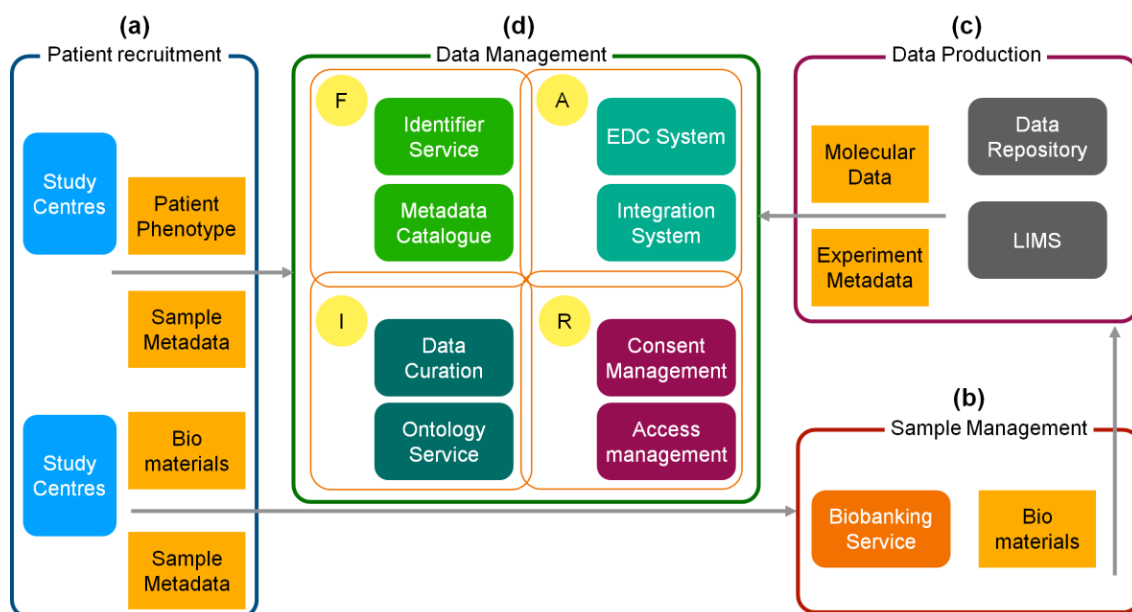 (a)
Patient recruitment
Study
Centres
Patient
Phenotype
Sample
Metadata
Study
Centres
Bio
materials
Sample
Metadata
(d)
Data Management
F
Identifier
Service
Metadata
Catalogue
A
EDC System
Integration
System
I
Data
Curation
Ontology
Service
R
Consent
Management
Access
management
(c)
Data Production
Molecular
Data
Experiment
Metadata
Data
Repository
LIMS
(b)
Sample Management
Biobanking
Service
Bio
materials